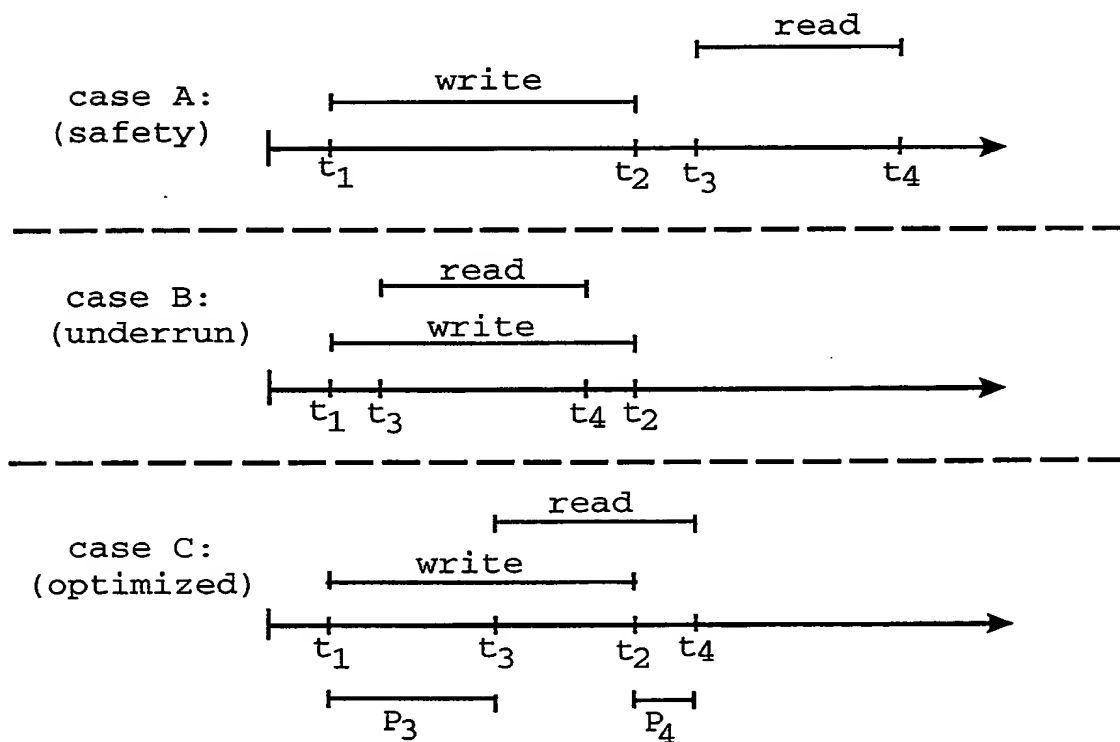 read
write
case A:
(safety)
t1 t2 t3 t4
read
write
case B:
(underrun)
t1 t3 t4 t2
read
write
case C:
(optimized)
t1 t3 t2 t4
P3 P4